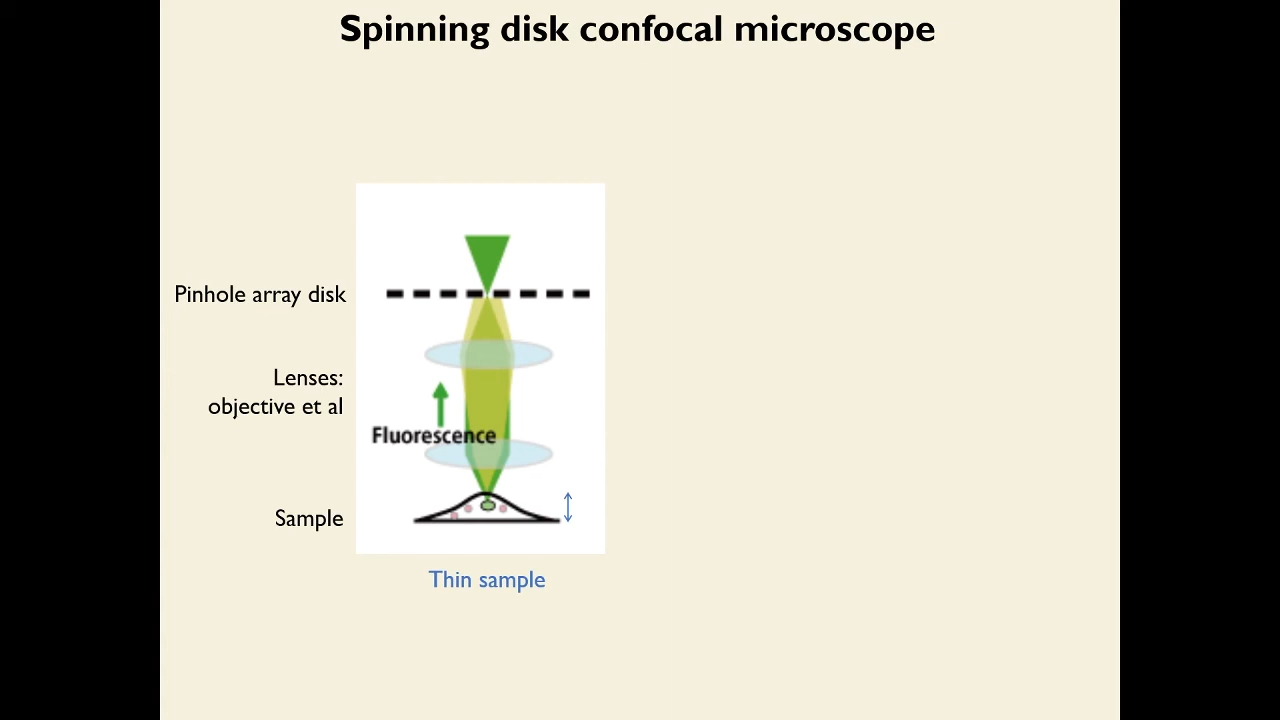 Spinning disk confocal microscope
Pinhole array disk
Lenses:
objective et al
Fluorescence
Sample
Thin sample